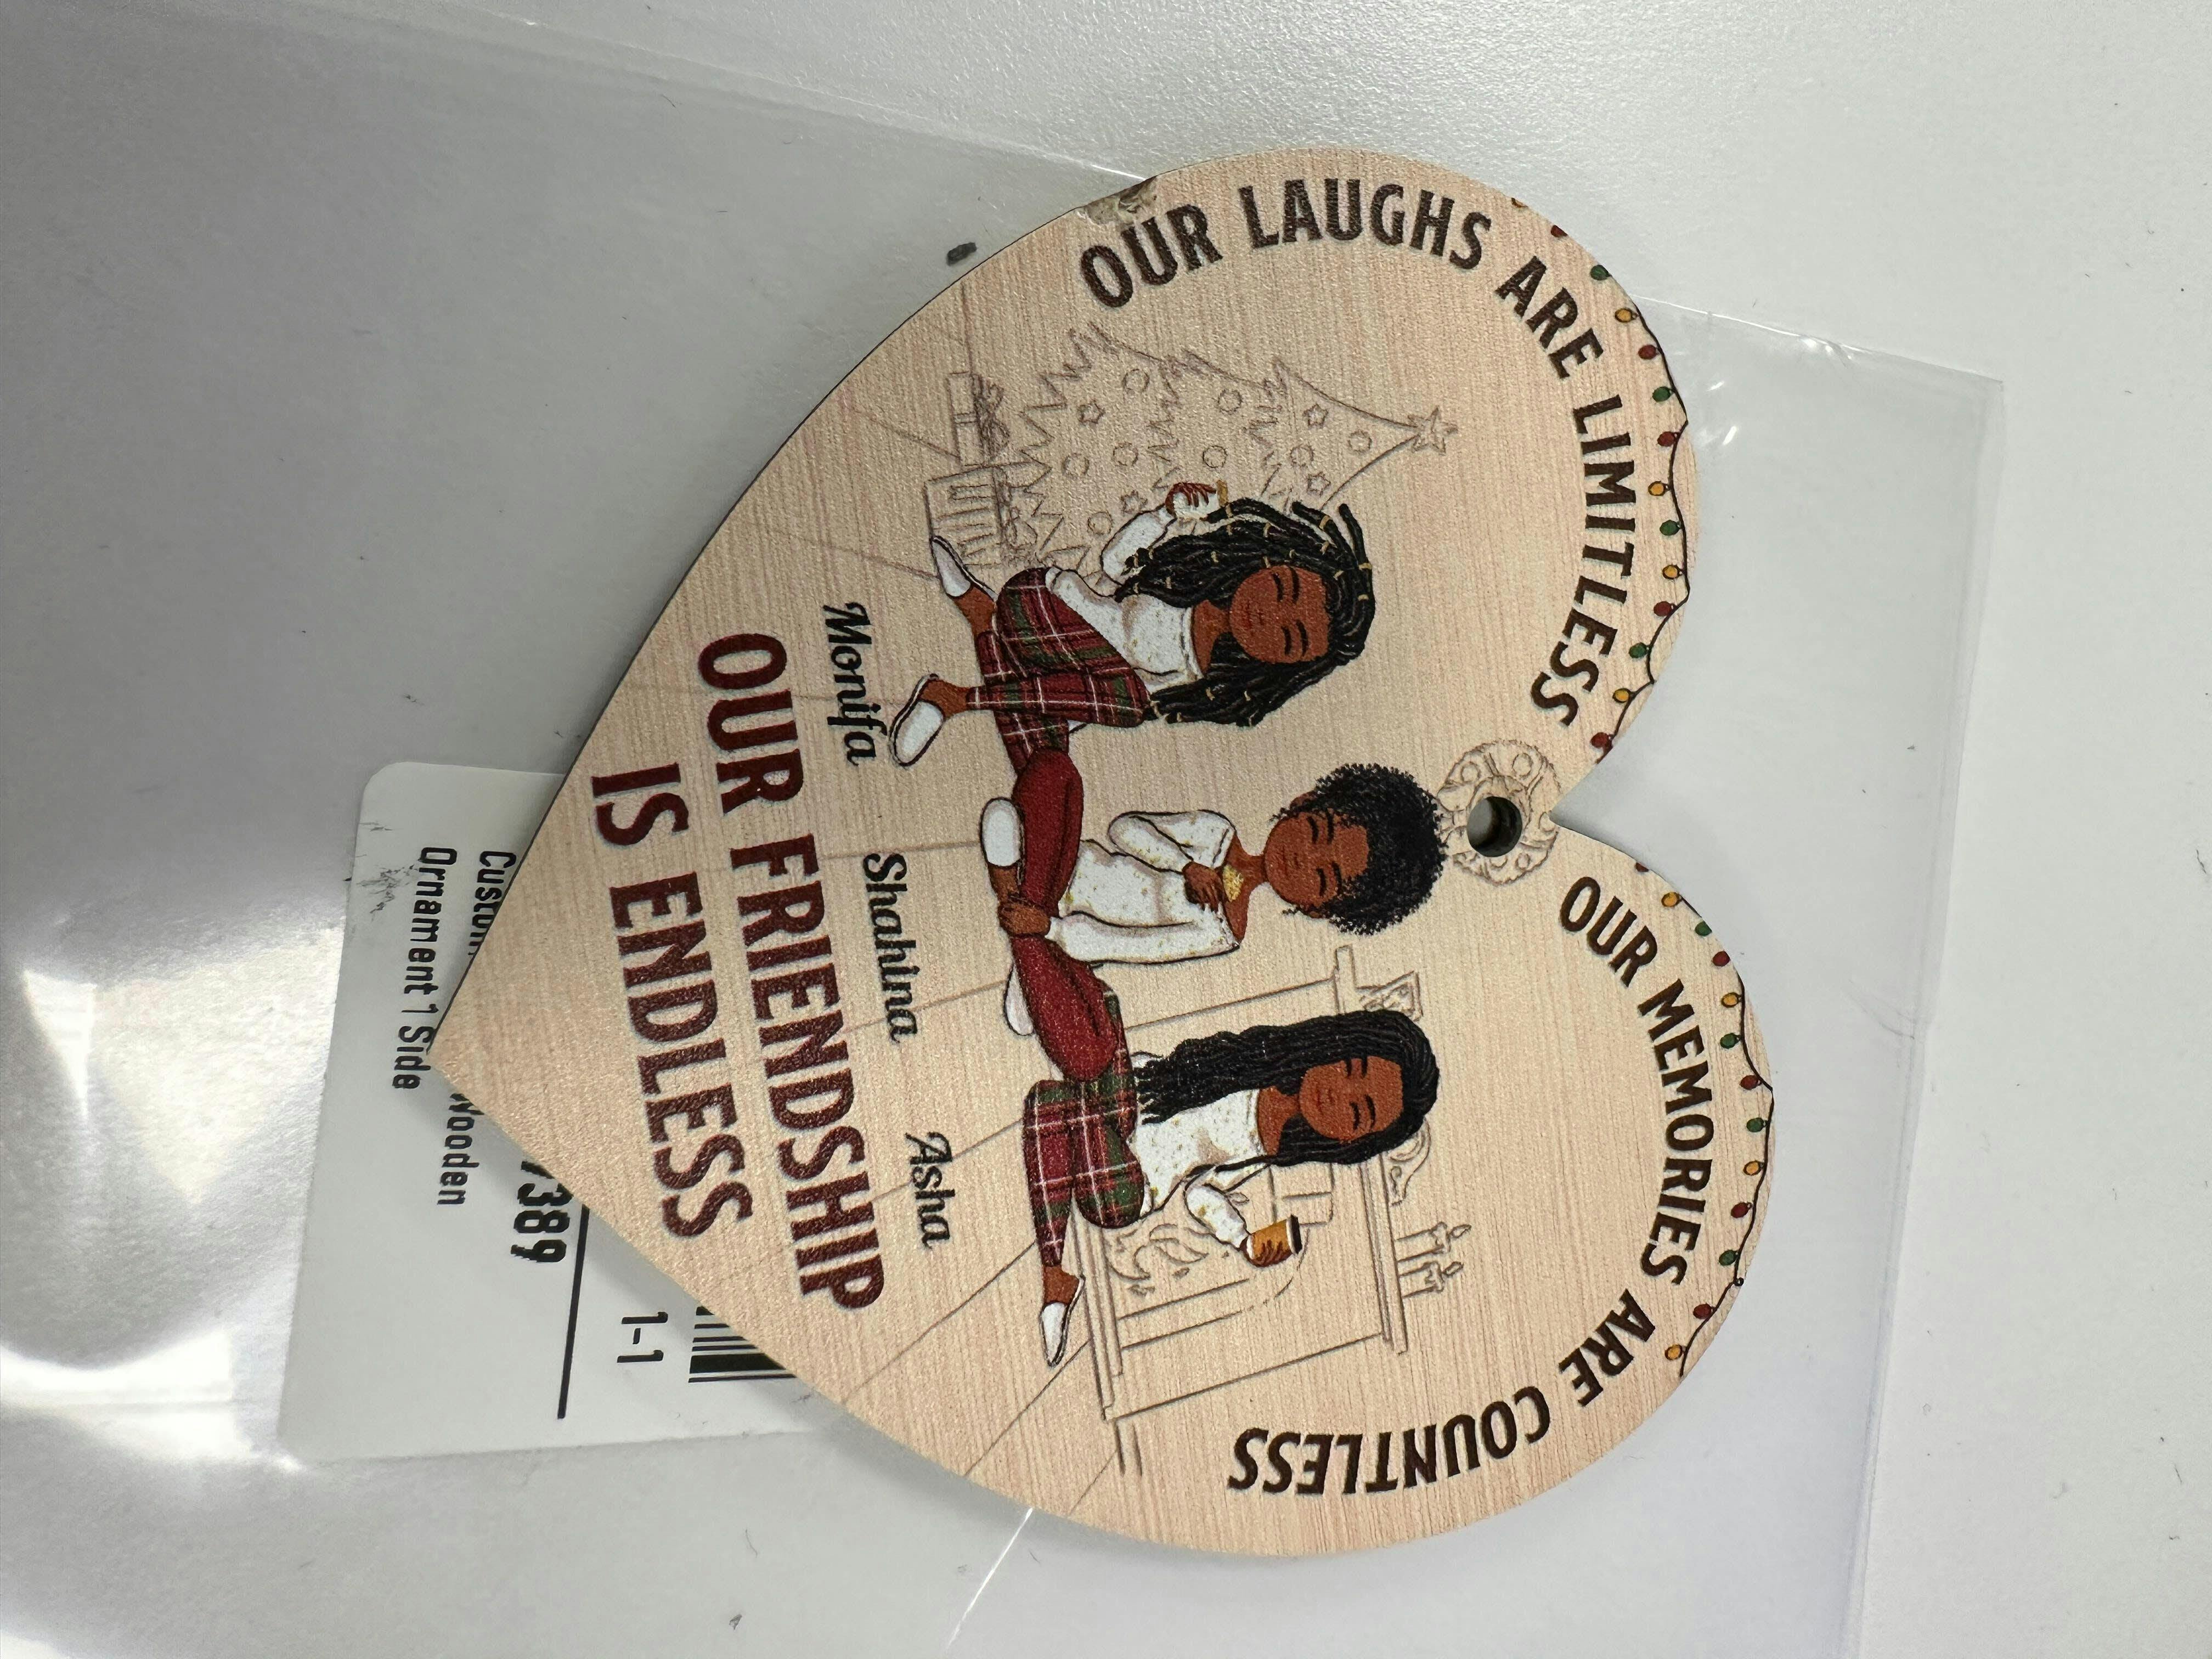 OUR LAUGHS ARE LIMITLESS
OUR MEMORIES ARE COUNTLESS
Monifa
Shahina
Asha
OUR FRIENDSHIP
IS ENDLESS
1-1
7389
Wooden
Ornament 1 Side